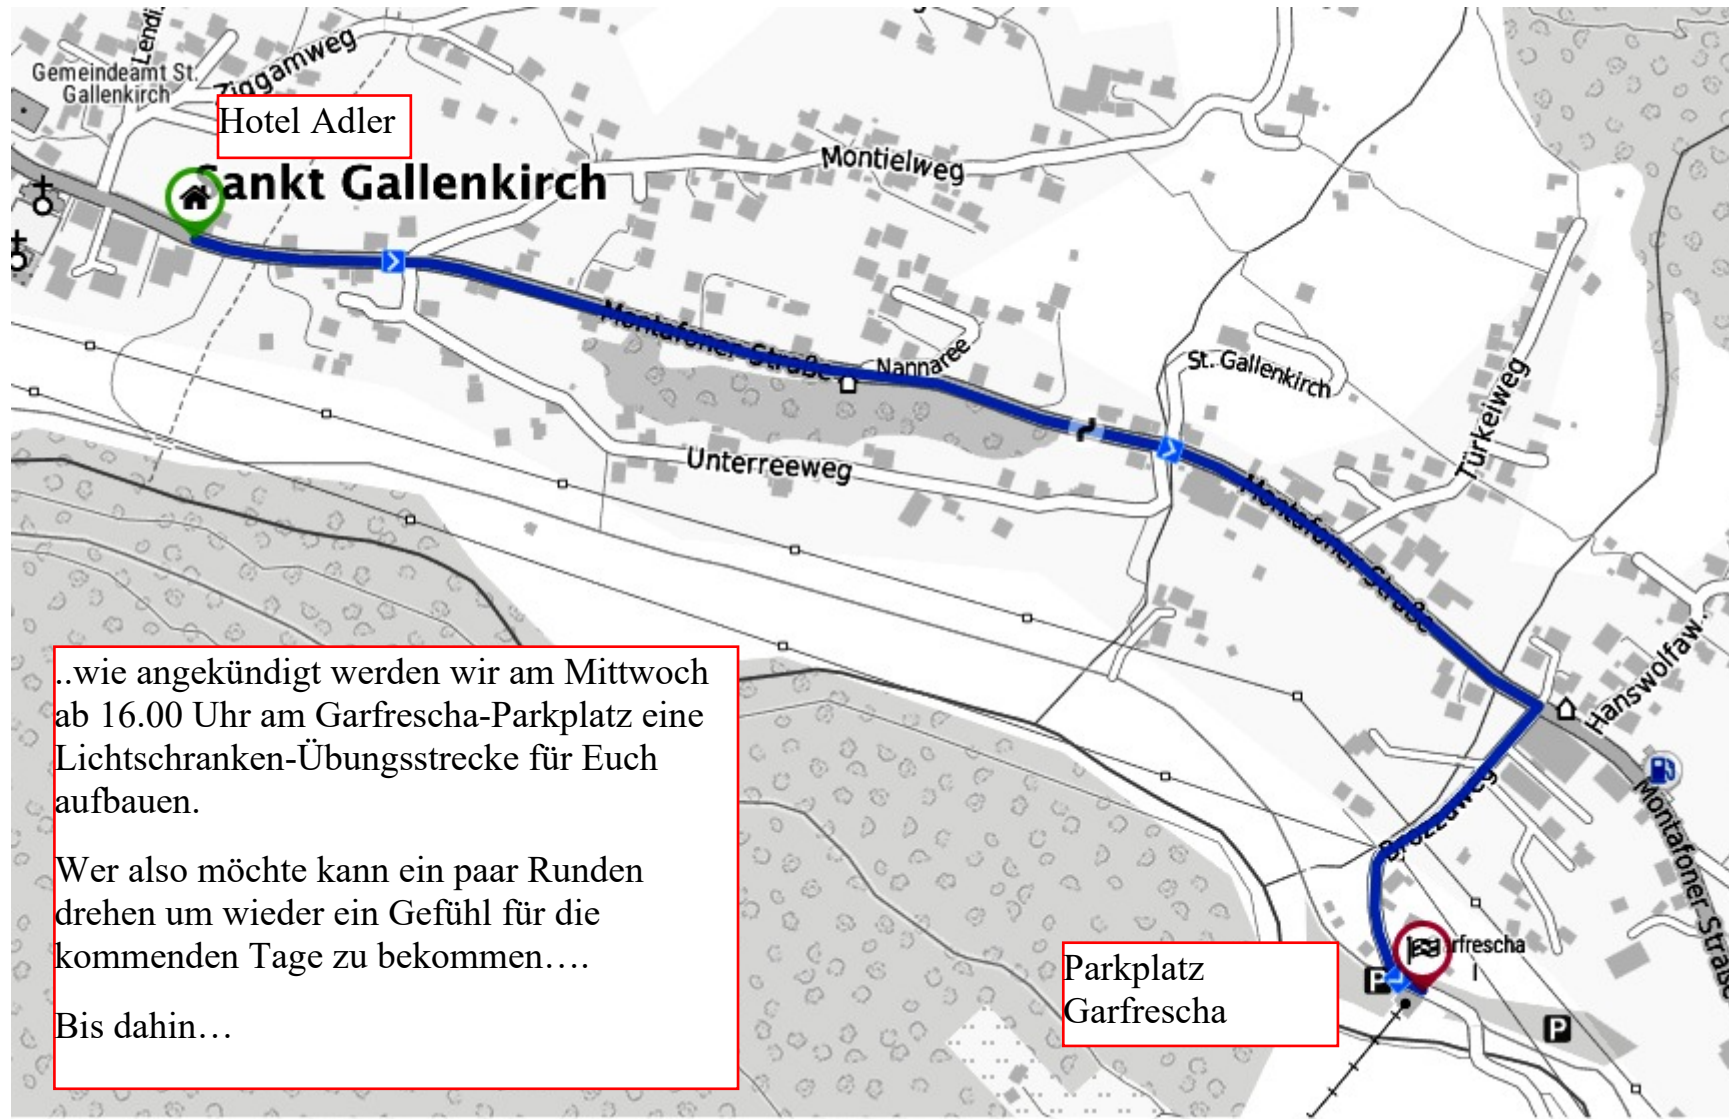 Lendi
Ziggamweg
Gemeindeamt St.
Gallenkirch
Hotel Adler
Sankt Gallenkirch
Montielweg
Montafoner Straße
Nannaree
St. Gallenkirch
Türkeiweg
Unterreeweg
Montafoner Straße
Hanswolfaw..
..wie angekündigt werden wir am Mittwoch
ab 16.00 Uhr am Garfrescha-Parkplatz eine
Lichtschranken-Übungsstrecke für Euch
aufbauen.
Wer also möchte kann ein paar Runden
drehen um wieder ein Gefühl für die
kommenden Tage zu bekommen….
Bis dahin…
Montafoner Straße
rfrescha
I
P
Parkplatz
Garfrescha
P